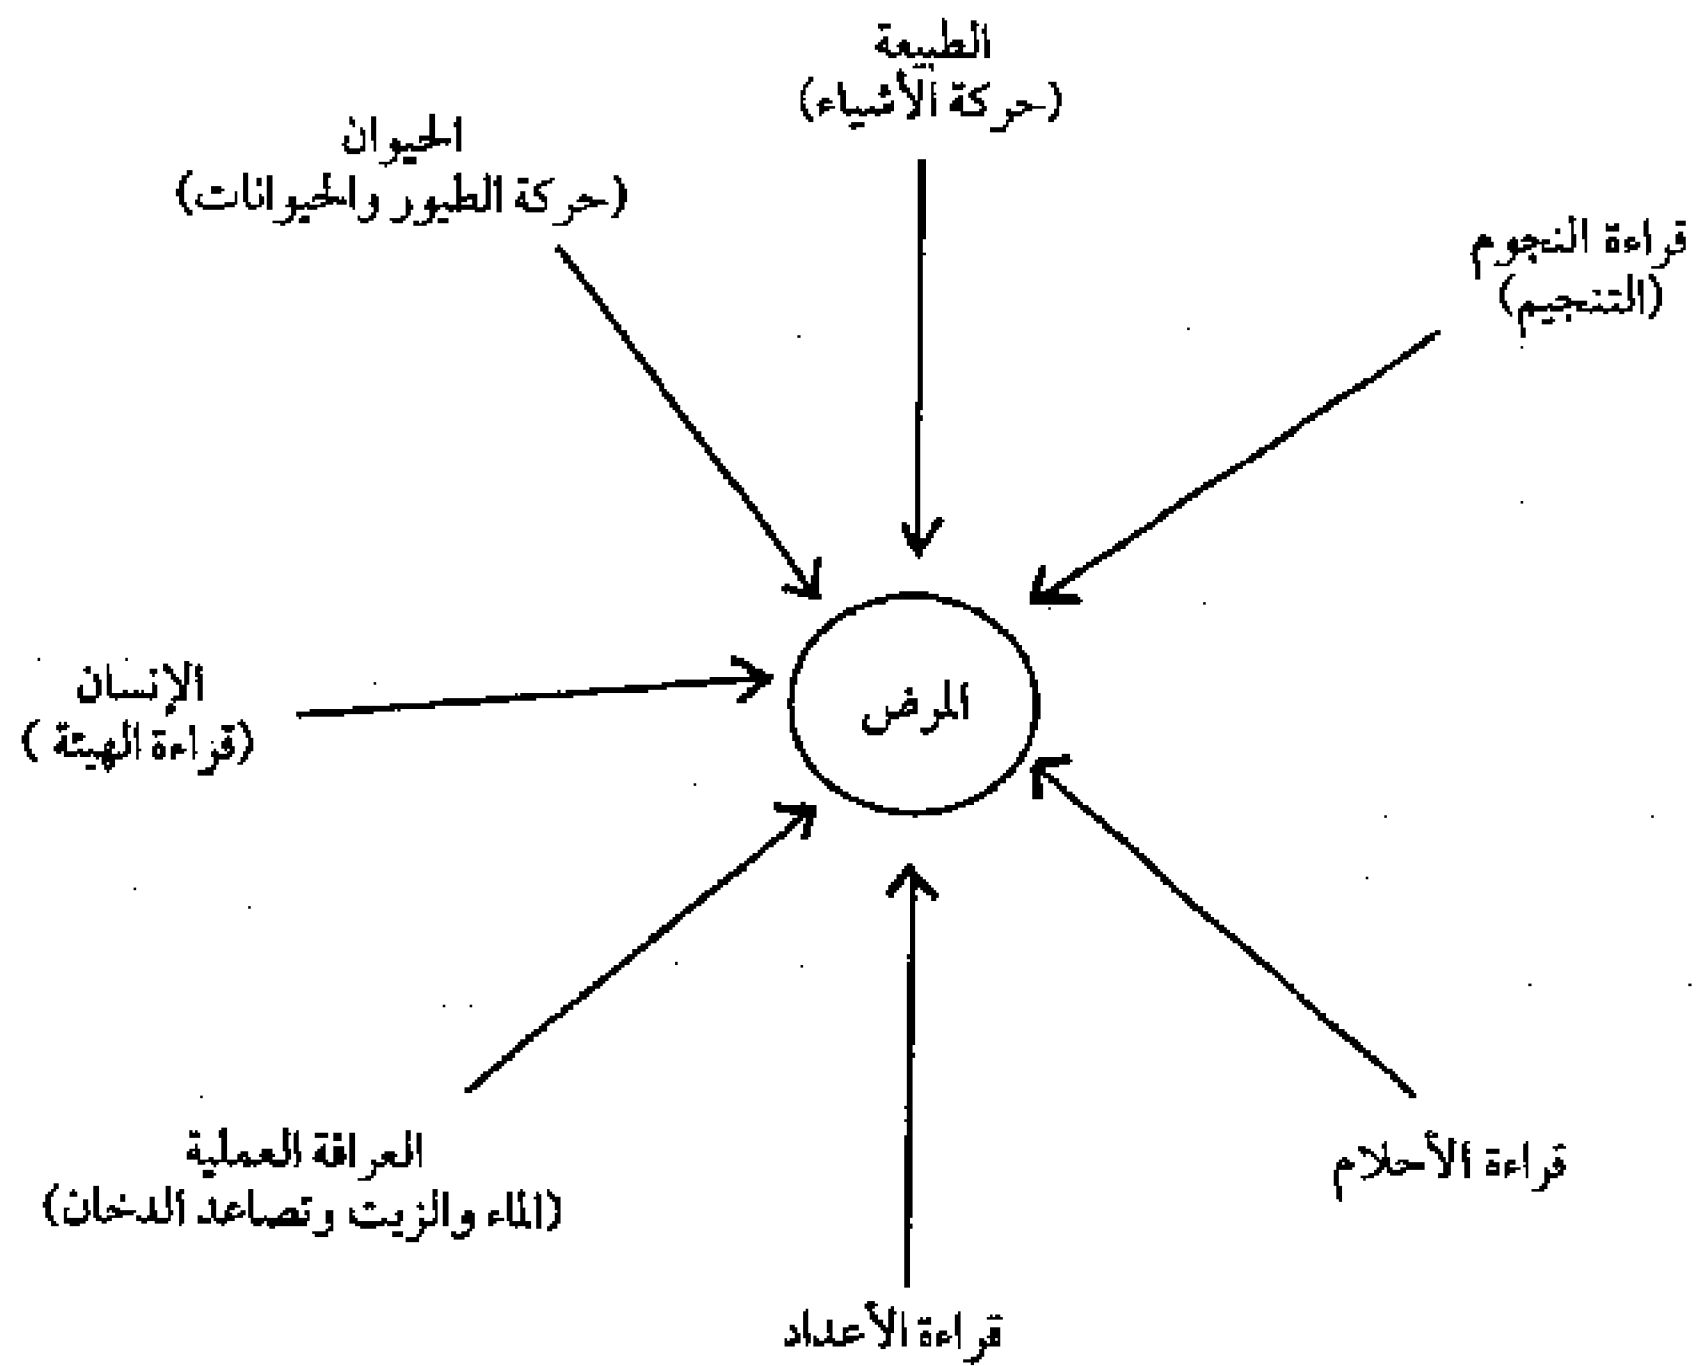 الطبيعة
(حركة الأشياء)
الحيوان
(حركة الطيور والحيوانات)
قراءة النجوم
(التنجيم)
الإنسان
(قراءة الهيئة )
المرض
العرافة العملية
(الماء والزيت وتصاعد الدخان)
قراءة الأحلام
قراءة الأعداد